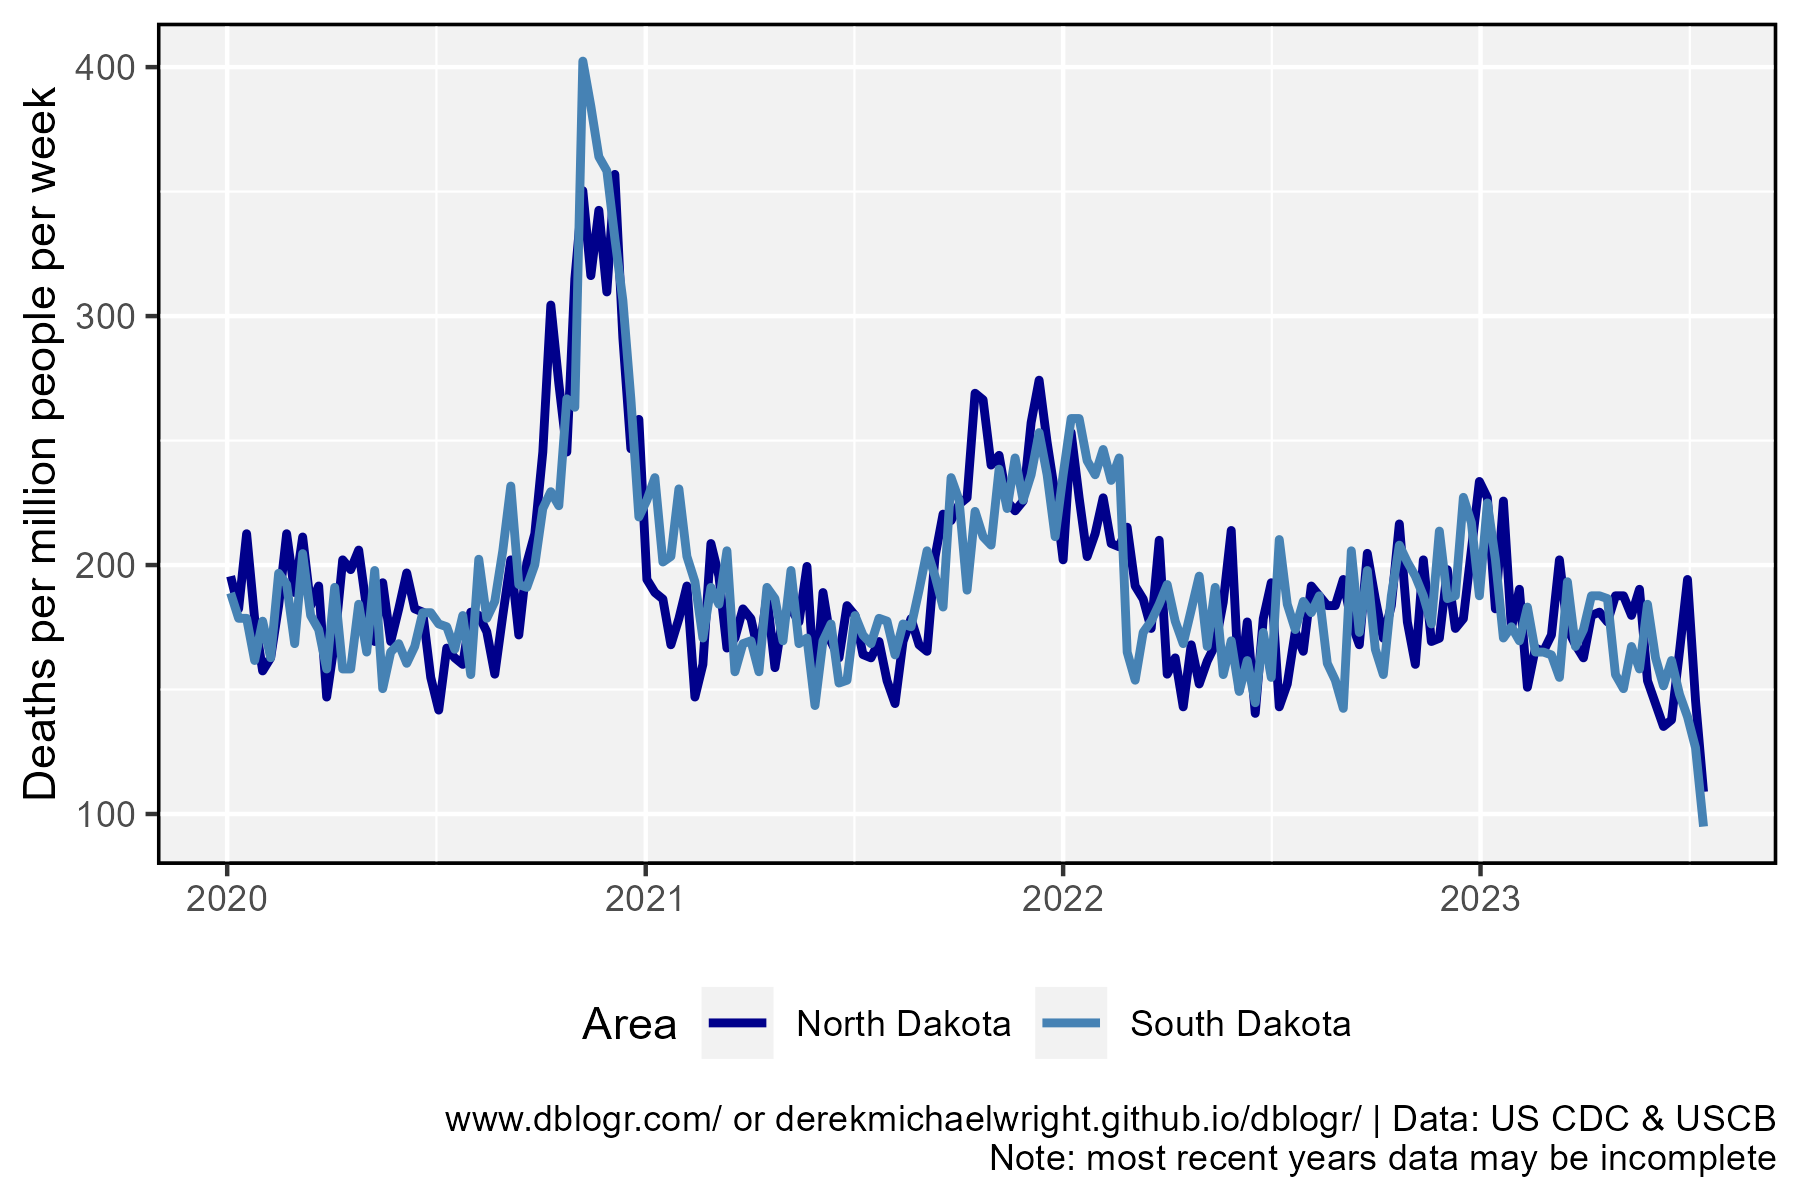 Deaths per million people per week
400
300
200
100
2020 2021 2022 2023
Area North Dakota South Dakota
www.dblogr.com/ or derekmichaelwright.github.io/dblogr/ | Data: US CDC & USCB
Note: most recent years data may be incomplete